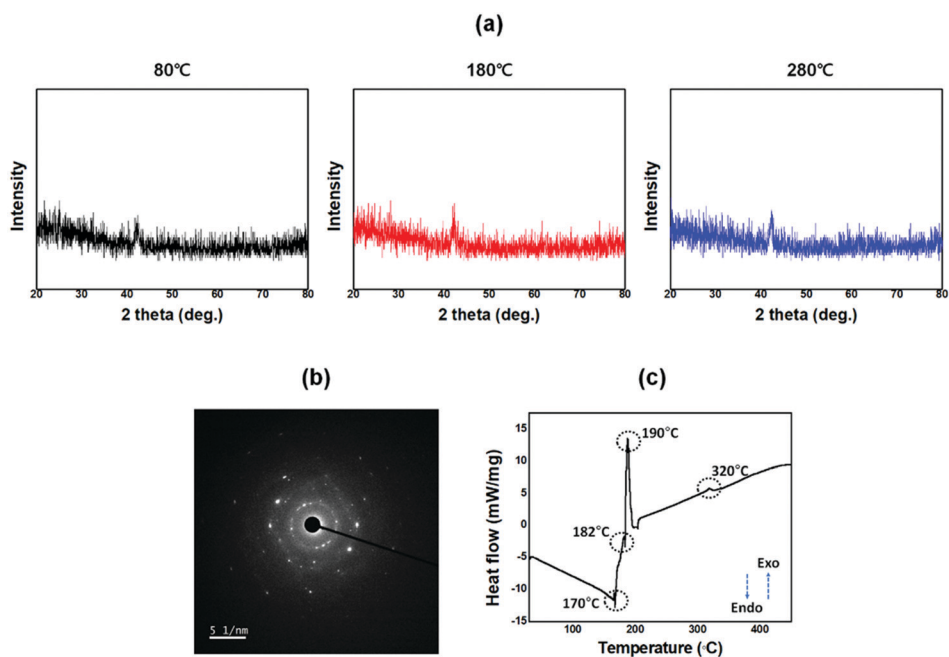 (a)
80℃
180℃
280℃
Intensity
Intensity
Intensity
20 30 40 50 60 70 80
20 30 40 50 60 70 80
20 30 40 50 60 70 80
2 theta (deg.)
2 theta (deg.)
2 theta (deg.)
(b)
(c)
5 1/nm
Heat flow (mW/mg)
15
10
5
0
-5
-10
-15
190°C
320°C
182°C
170°C
Exo
Endo
100 200 300 400
Temperature (°C)